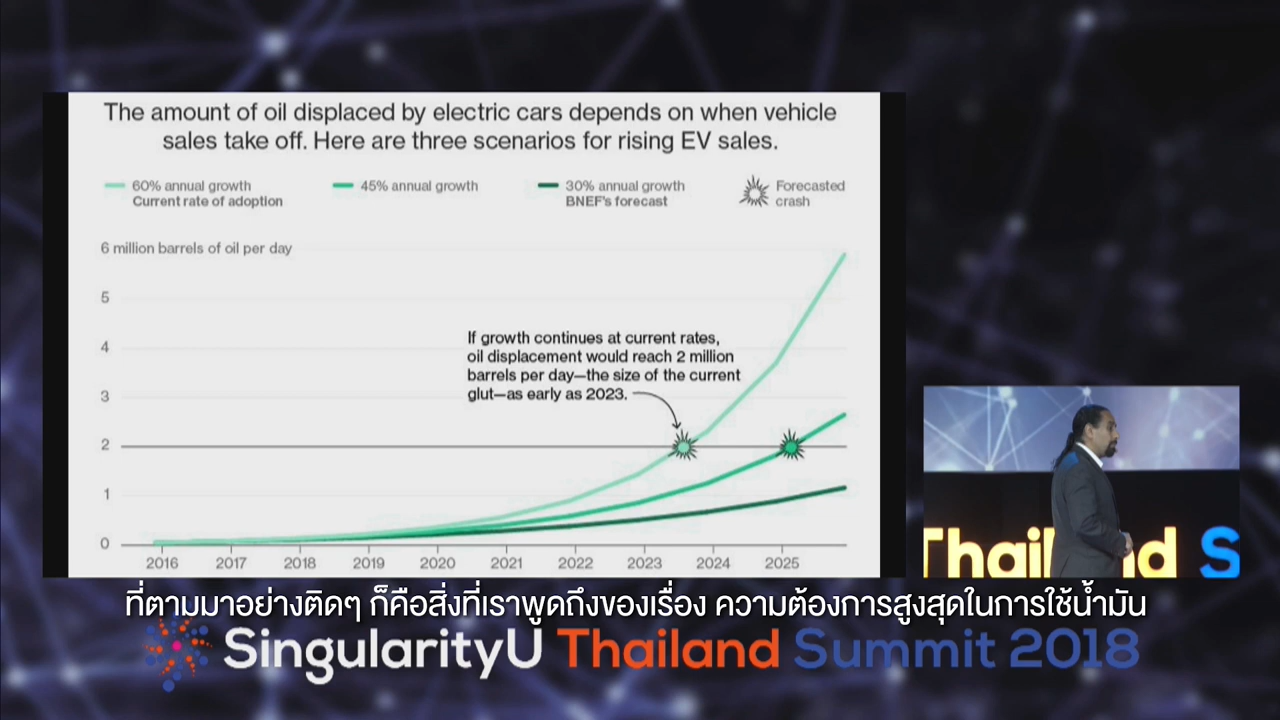 The amount of oil displaced by electric cars depends on when vehicle
sales take off. Here are three scenarios for rising EV sales.
60% annual growth
Current rate of adoption
45% annual growth
30% annual growth
BNEF's forecast
Forecasted
crash
6 million barrels of oil per day
5
4
3
2
1
0
If growth continues at current rates,
oil displacement would reach 2 million
barrels per day—the size of the current
glut—as early as 2023.
2016 2017 2018 2019 2020 2021 2022 2023 2024 2025
Thailand S
ที่ตามมาอย่างติดๆ ก็คือสิ่งที่เราพูดถึงของเรื่อง ความต้องการสูงสุดในการใช้น้ำมัน
SingularityU Thailand Summit 2018